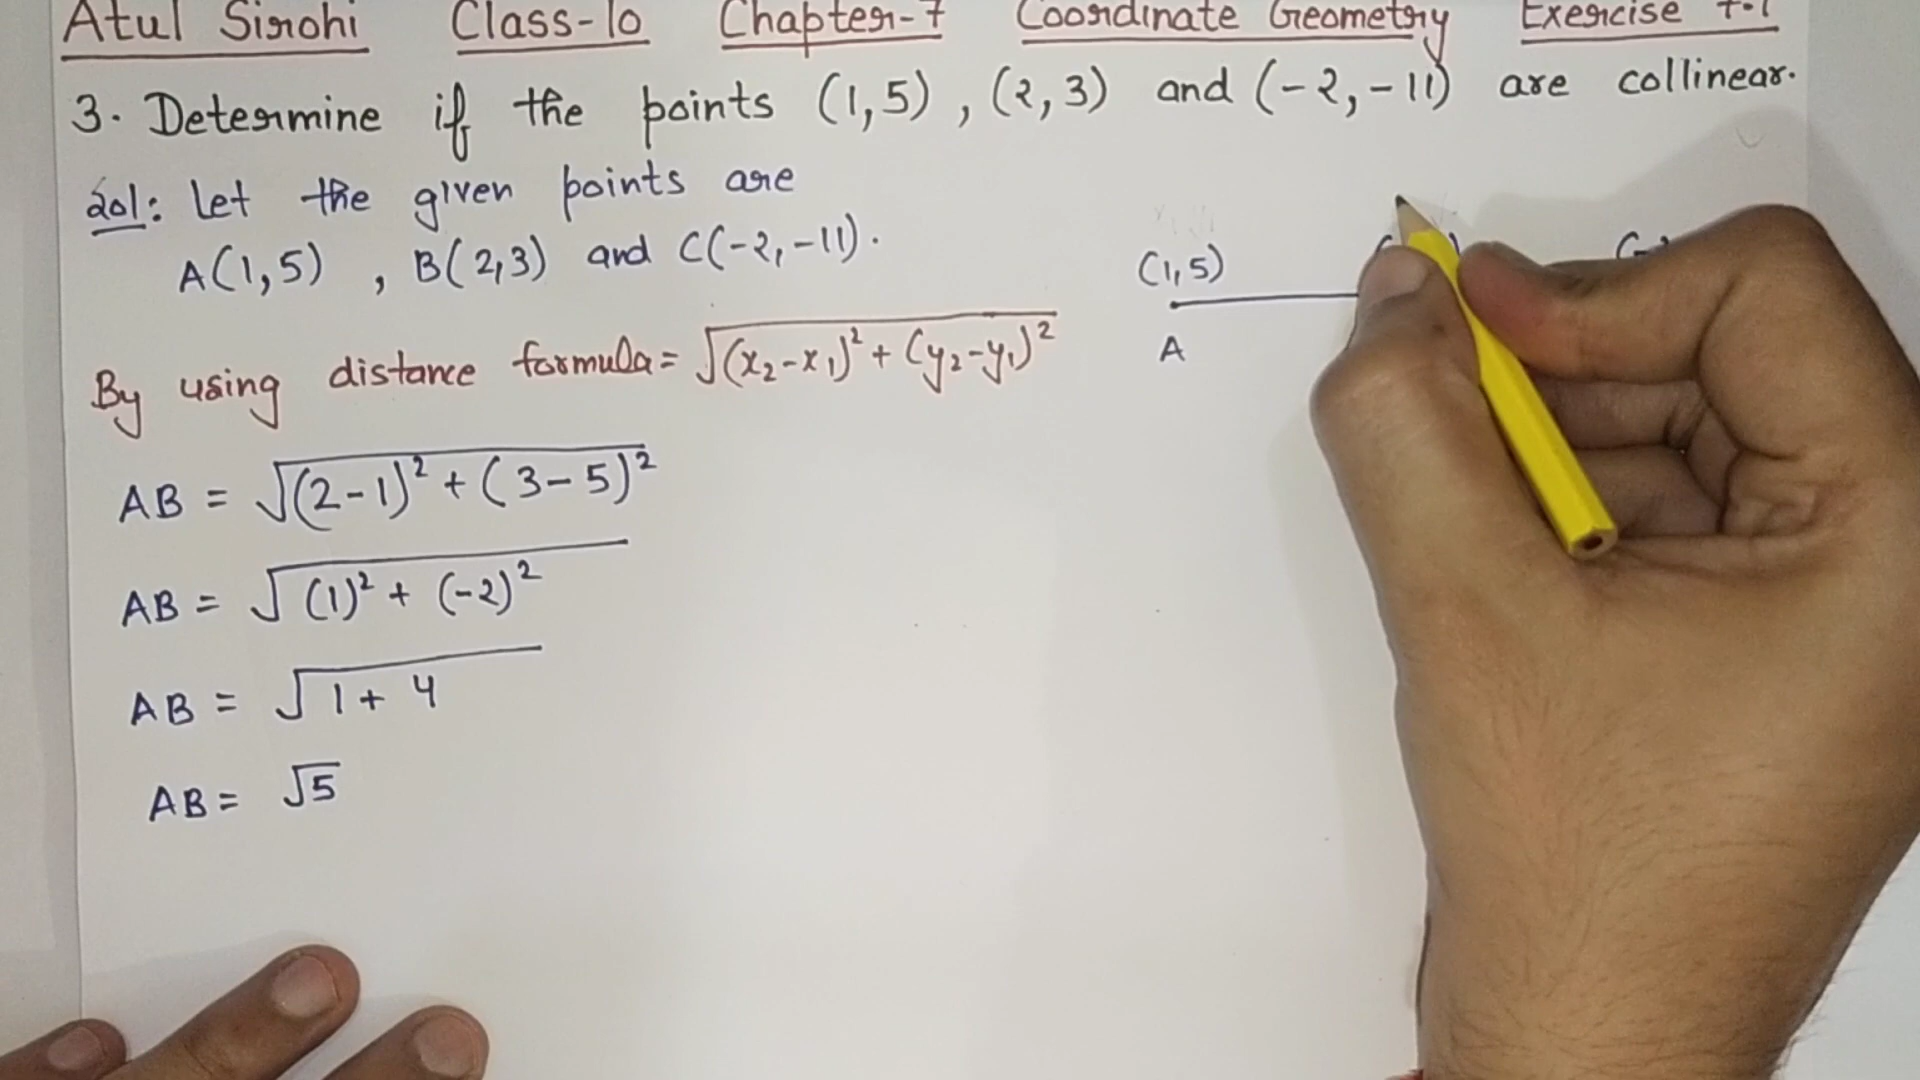 Atul Sirohi Class-10 Chapter-7 Coordinate Geometry Exercise 7.1
3. Determine if the points (1,5), (2,3) and (-2,-11) are collinear.
Sol: Let the given points are
A(1,5) , B(2,3) and C(-2,-11).
(1,5)
A
By using distance formula = √(x₂-x₁)² + (y₂-y₁)²
AB = √(2-1)² + (3-5)²
AB = √(1)² + (-2)²
AB = √1+4
AB = √5